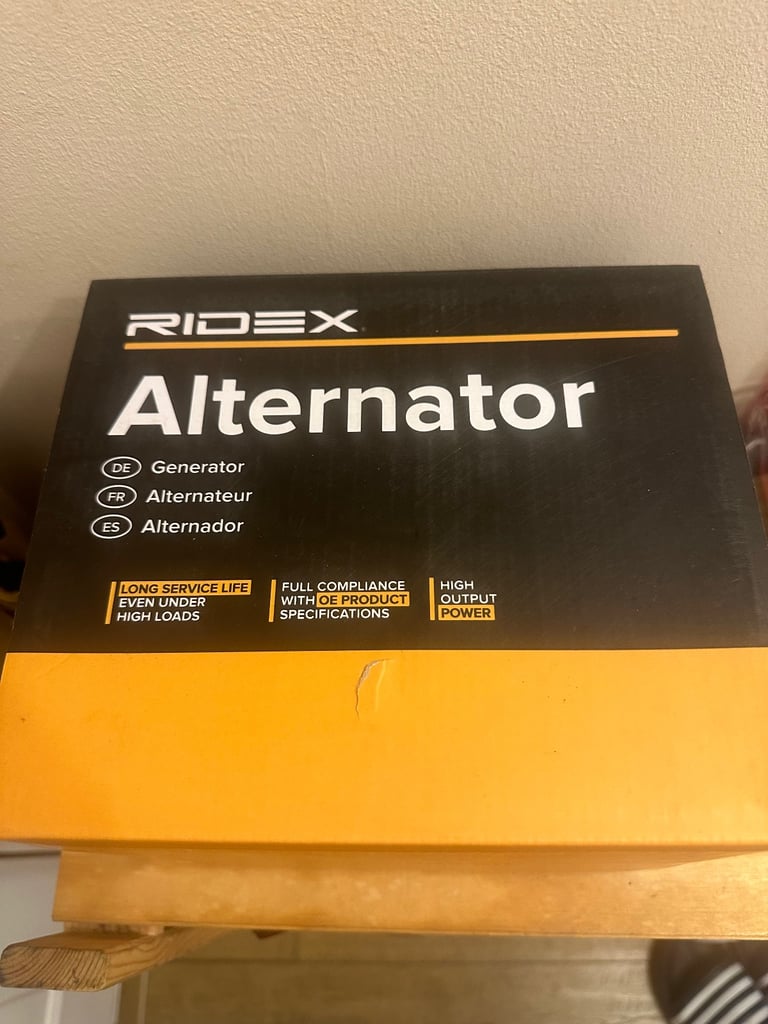 RIDEX
Alternator
DE Generator
FR Alternateur
ES Alternador
LONG SERVICE LIFE
EVEN UNDER
HIGH LOADS
FULL COMPLIANCE
WITH OE PRODUCT
SPECIFICATIONS
HIGH
OUTPUT
POWER